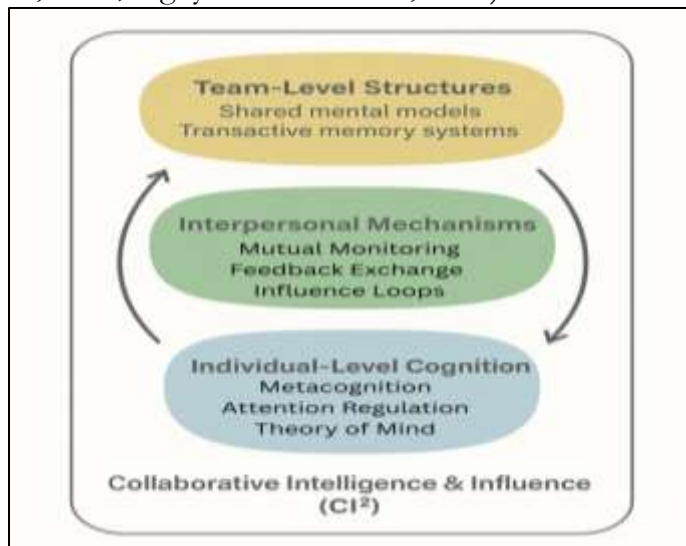 Team-Level Structures
Shared mental models
Transactive memory systems
Interpersonal Mechanisms
Mutual Monitoring
Feedback Exchange
Influence Loops
Individual-Level Cognition
Metacognition
Attention Regulation
Theory of Mind
Collaborative Intelligence & Influence
(CI²)